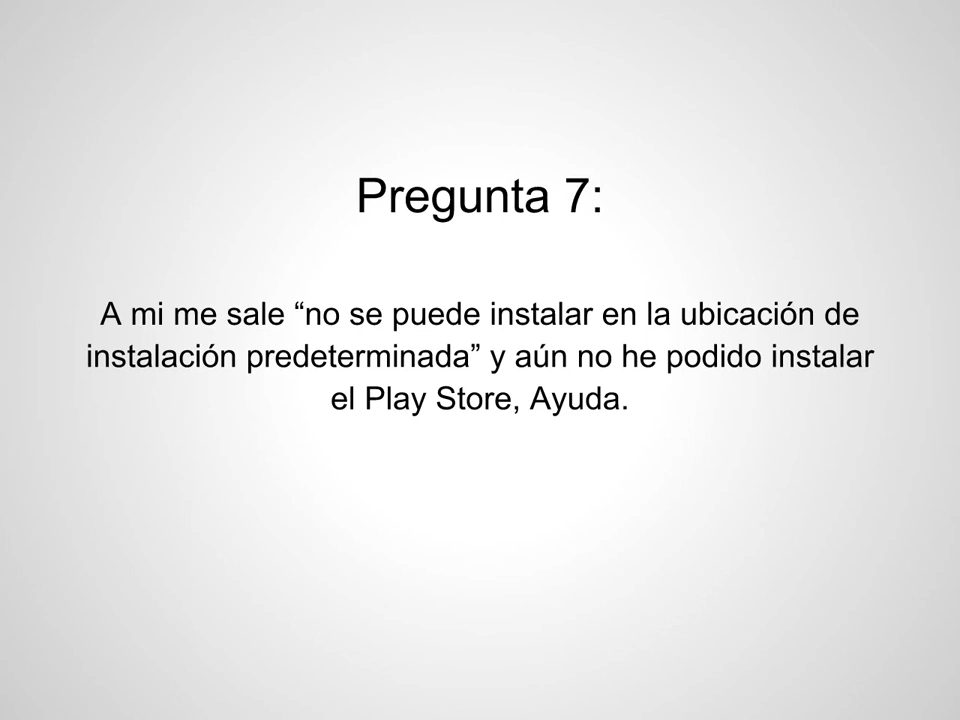 Pregunta 7:
A mi me sale “no se puede instalar en la ubicación de
instalación predeterminada” y aún no he podido instalar
el Play Store, Ayuda.